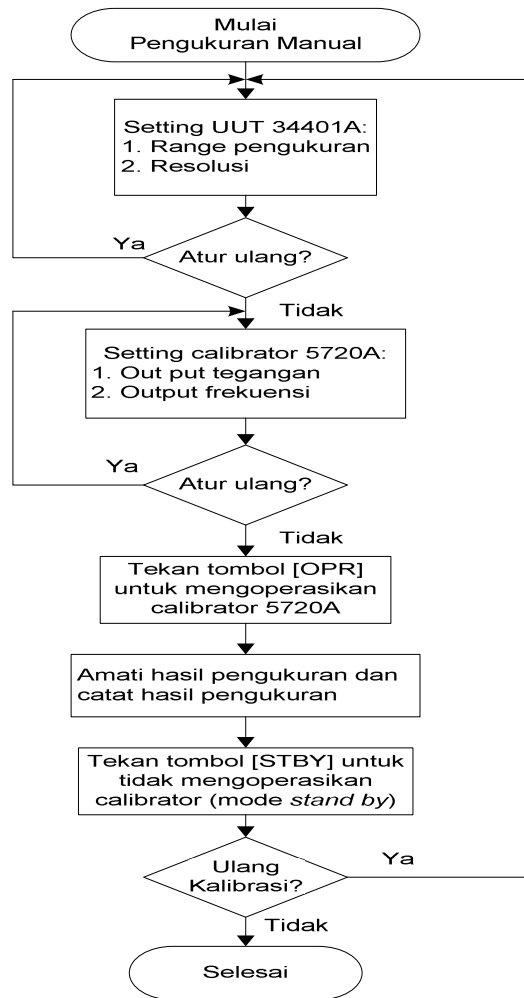 Mulai
Pengukuran Manual
Setting UUT 34401A:
1. Range pengukuran
2. Resolusi
Ya
Atur ulang?
Tidak
Setting calibrator 5720A:
1. Out put tegangan
2. Output frekuensi
Ya
Atur ulang?
Tidak
Tekan tombol [OPR]
untuk mengoperasikan
calibrator 5720A
Amati hasil pengukuran dan
catat hasil pengukuran
Tekan tombol [STBY] untuk
tidak mengoperasikan
calibrator (mode stand by)
Ulang
Kalibrasi?
Ya
Tidak
Selesai